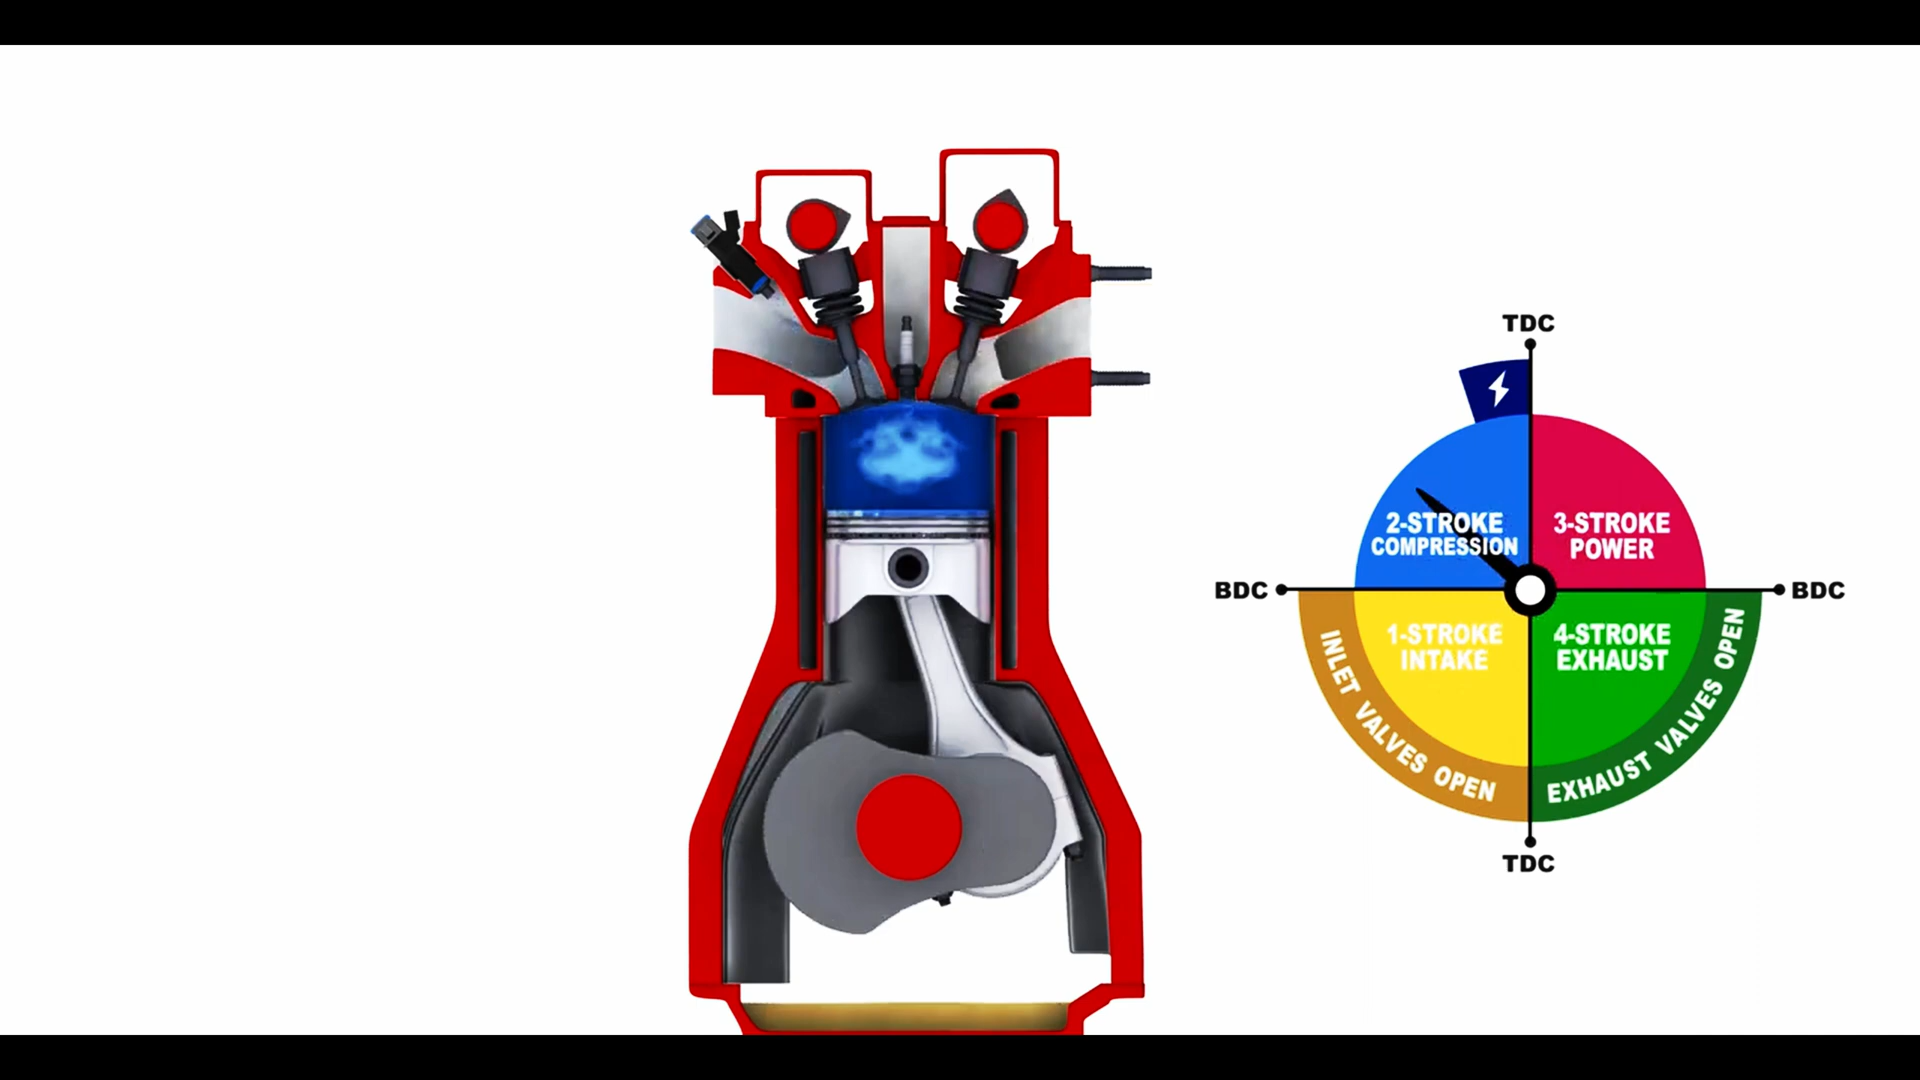 TDC
2-STROKE
COMPRESSION
3-STROKE
POWER
BDC
BDC
1-STROKE
INTAKE
4-STROKE
EXHAUST
INLET VALVES OPEN
EXHAUST VALVES OPEN
TDC